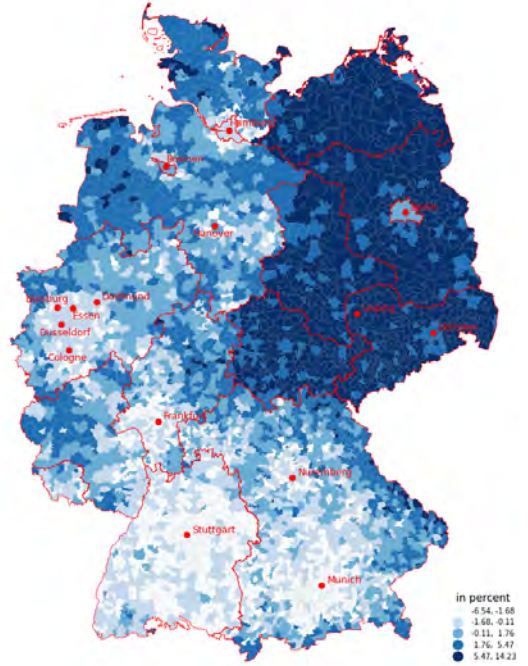 Hamburg
Bremen
Hanover
Duisburg
Dortmund
Essen
Dusseldorf
Cologne
Dresden
Frankfurt
Nuremberg
Stuttgart
Munich
in percent
-6.54, -1.68
-1.68, -0.11
-0.11, 1.76
1.76, 5.47
5.47, 14.23